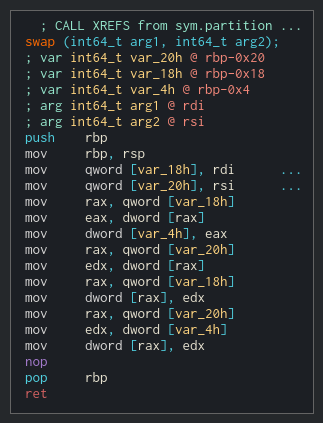 ; CALL XREFS from sym.partition ...
swap (int64_t arg1, int64_t arg2);
; var int64_t var_20h @ rbp-0x20
; var int64_t var_18h @ rbp-0x18
; var int64_t var_4h @ rbp-0x4
; arg int64_t arg1 @ rdi
; arg int64_t arg2 @ rsi
push    rbp
mov     rbp, rsp
mov     qword [var_18h], rdi     ...
mov     qword [var_20h], rsi     ...
mov     rax, qword [var_18h]
mov     eax, dword [rax]
mov     dword [var_4h], eax
mov     rax, qword [var_20h]
mov     edx, dword [rax]
mov     rax, qword [var_18h]
mov     dword [rax], edx
mov     rax, qword [var_20h]
mov     edx, dword [var_4h]
mov     dword [rax], edx
nop
pop     rbp
ret